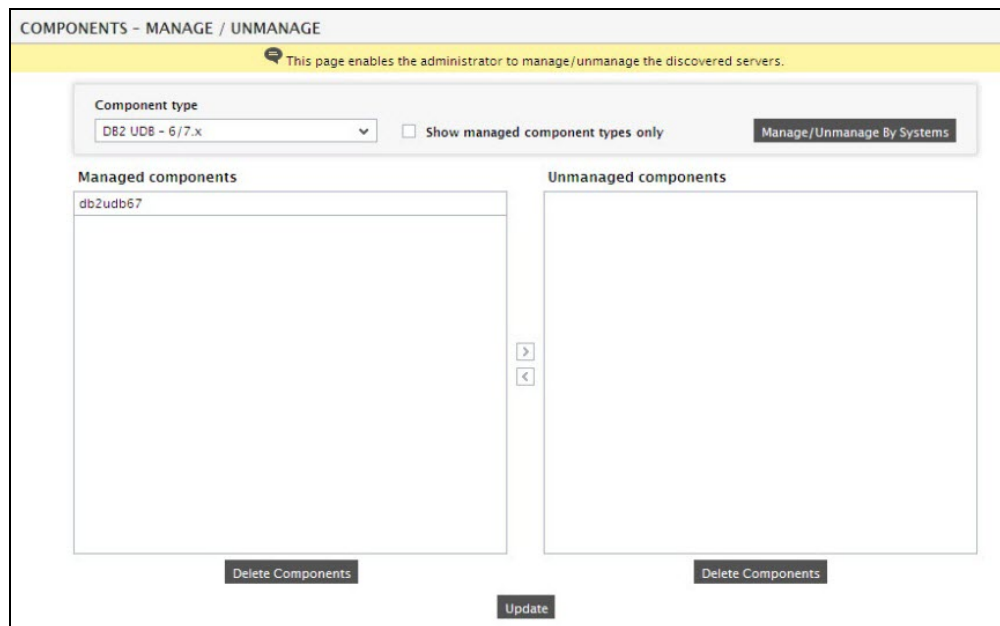 COMPONENTS - MANAGE / UNMANAGE
This page enables the administrator to manage/unmanage the discovered servers.
Component type
DB2 UDB - 6/7.x
Show managed component types only
Manage/Unmanage By Systems
Managed components
Unmanaged components
db2udb67
>
<
Delete Components
Delete Components
Update